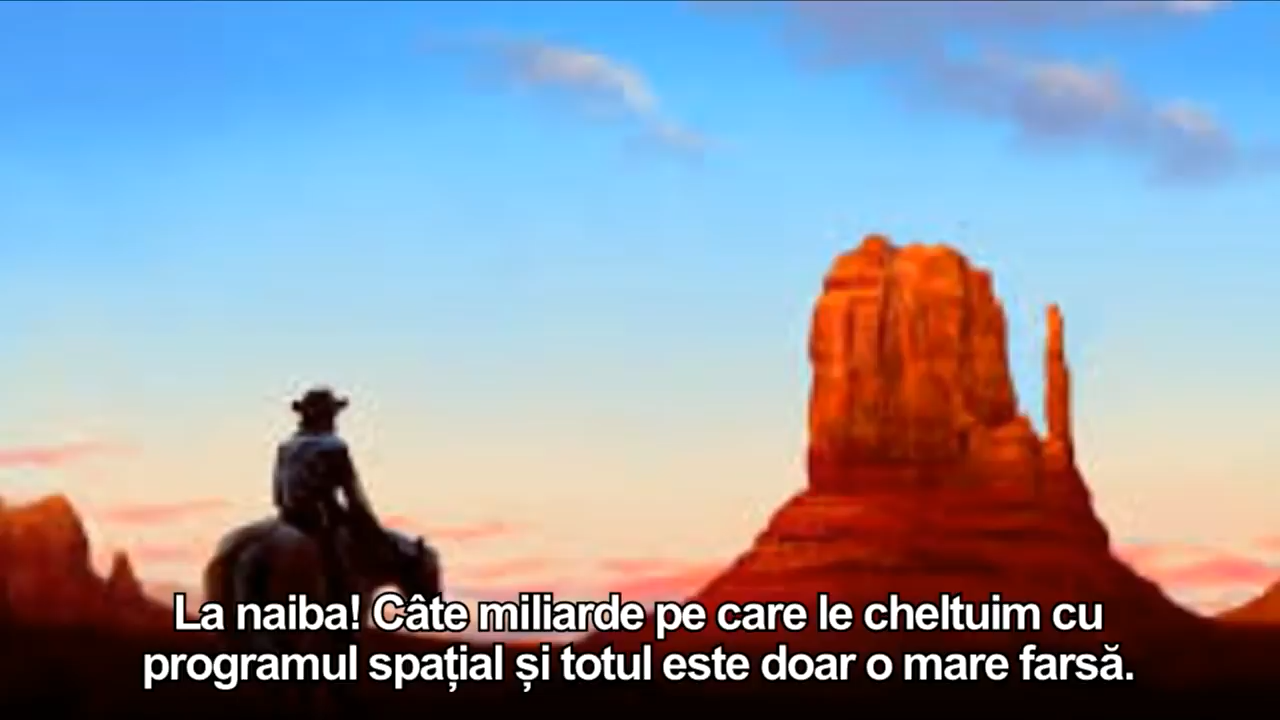 La naiba! Câte miliarde pe care le cheltuim cu
programul spațial și totul este doar o mare farsă.